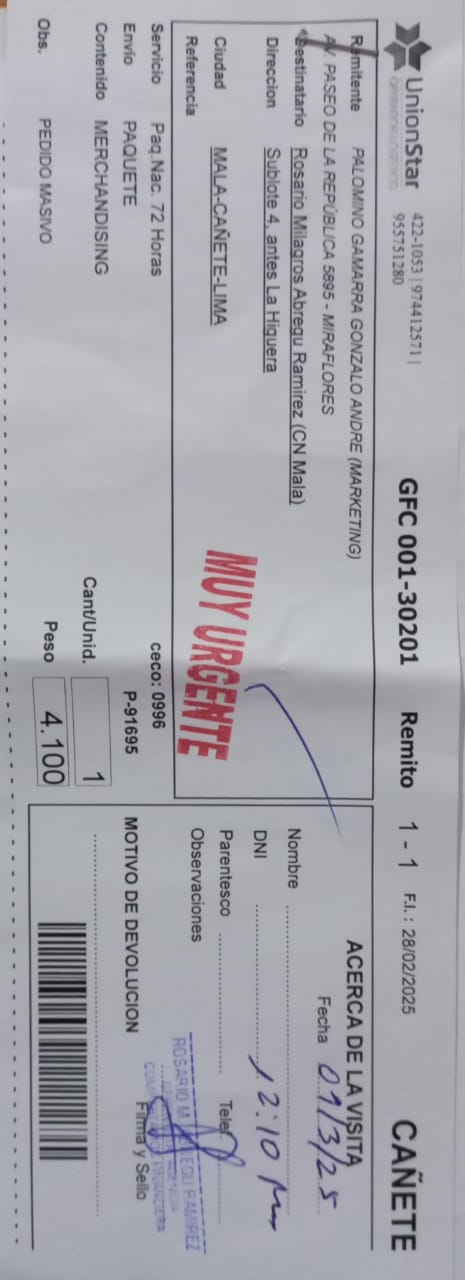 UnionStar
OPERADOR LOGISTICO
422-1053 | 974412571 |
955751280
GFC 001-30201 Remito 1 - 1 F.I.: 28/02/2025 CAÑETE
Remitente PALOMINO GAMARRA GONZALO ANDRE (MARKETING)
AV. PASEO DE LA REPÚBLICA 5895 - MIRAFLORES
Destinatario Rosario Milagros Abregu Ramirez (CN Mala)
Direccion Sublote 4, antes La Higuera
Ciudad MALA-CAÑETE-LIMA
Referencia
MUY URGENTE
Servicio Paq.Nac. 72 Horas ceco: 0996
Envio PAQUETE P-91695
Contenido MERCHANDISING Cant/Unid. 1
Obs. PEDIDO MASIVO Peso 4.100
ACERCA DE LA VISITA
Fecha 01/3/25
Nombre
DNI 12:10
Parentesco Telef.
Observaciones
ROSARIO M. ABREGU RAMIREZ
FINANCIERA
Firma y Sello
MOTIVO DE DEVOLUCION